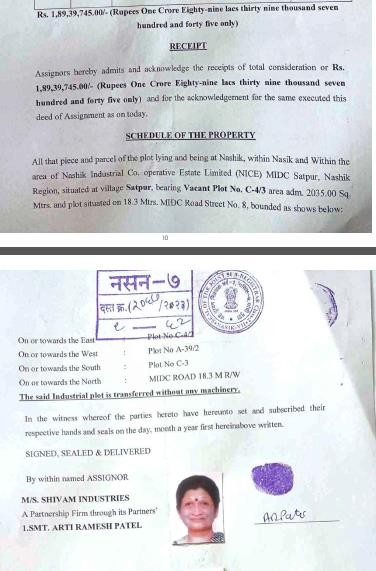 Rs. 1,89,39,745.00/- (Rupees One Crore Eighty-nine lacs thirty nine thousand seven
hundred and forty five only)
RECEIPT
Assignors hereby admits and acknowledge the receipts of total consideration or Rs.
1,89,39,745.00/- (Rupees One Crore Eighty-nine lacs thirty nine thousand seven
hundred and forty five only) and for the acknowledgement for the same executed this
deed of Assignment as on today.
SCHEDULE OF THE PROPERTY
All that piece and parcel of the plot lying and being at Nashik, within Nasik and Within the
area of Nashik Industrial Co. operative Estate Limited (NICE) MIDC Satpur, Nashik
Region, situated at village Satpur, bearing Vacant Plot No. C-4/3 area adm. 2035.00 Sq.
Mtrs. and plot situated on 18.3 Mtrs. MIDC Road Street No. 8, bounded as shows below:
10
नसन-७
दस्त क्र. /२०२३)
On or towards the East Plot No C-4/2
On or towards the West : Plot No A-39/2
On or towards the South : Plot No C-3
On or towards the North : MIDC ROAD 18.3 M R/W
The said Industrial plot is transferred without any machinery.
In the witness whereof the parties hereto have hereunto set and subscribed their
respective hands and seals on the day, month a year first hereinabove written.
SIGNED, SEALED & DELIVERED
By within named ASSIGNOR
M/S. SHIVAM INDUSTRIES
A Partnership Firm through its Partners'
1.SMT. ARTI RAMESH PATEL